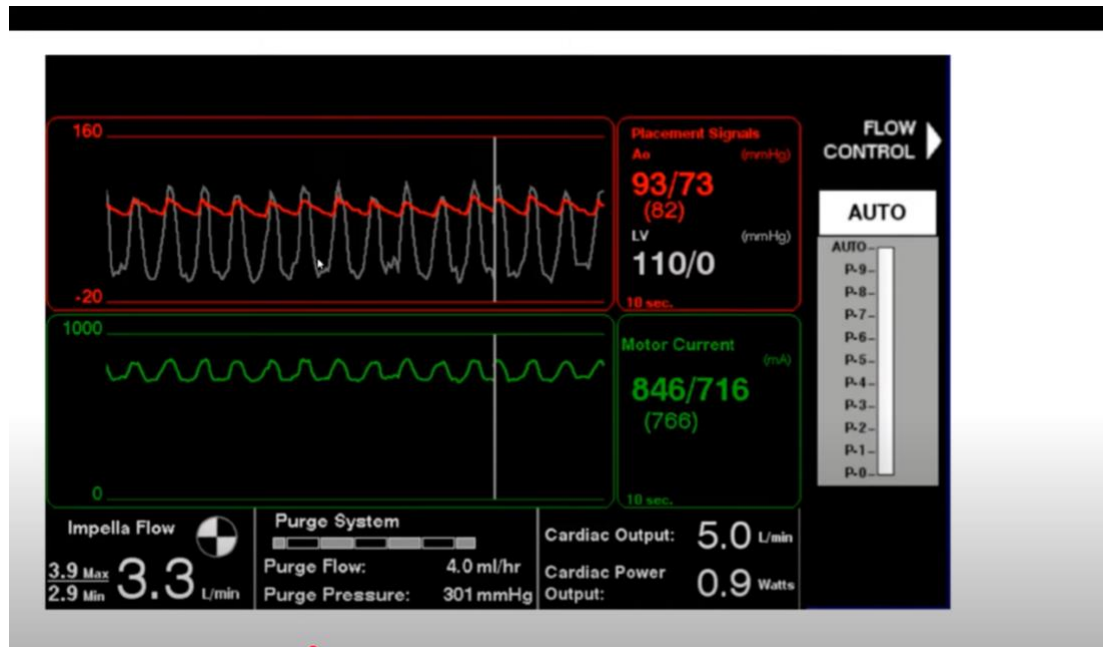 160
-20
Placement Signals
Ao (mmHg)
93/73
(82)
LV (mmHg)
110/0
10 sec.
FLOW
CONTROL
AUTO
AUTO
P-9
P-8
P-7
P-6
P-5
P-4
P-3
P-2
P-1
P-0
1000
0
Motor Current
(mA)
846/716
(766)
10 sec.
Impella Flow
3.9 Max
2.9 Min
3.3 L/min
Purge System
Purge Flow: 4.0 ml/hr
Purge Pressure: 301 mmHg
Cardiac Output: 5.0 L/min
Cardiac Power
Output: 0.9 Watts